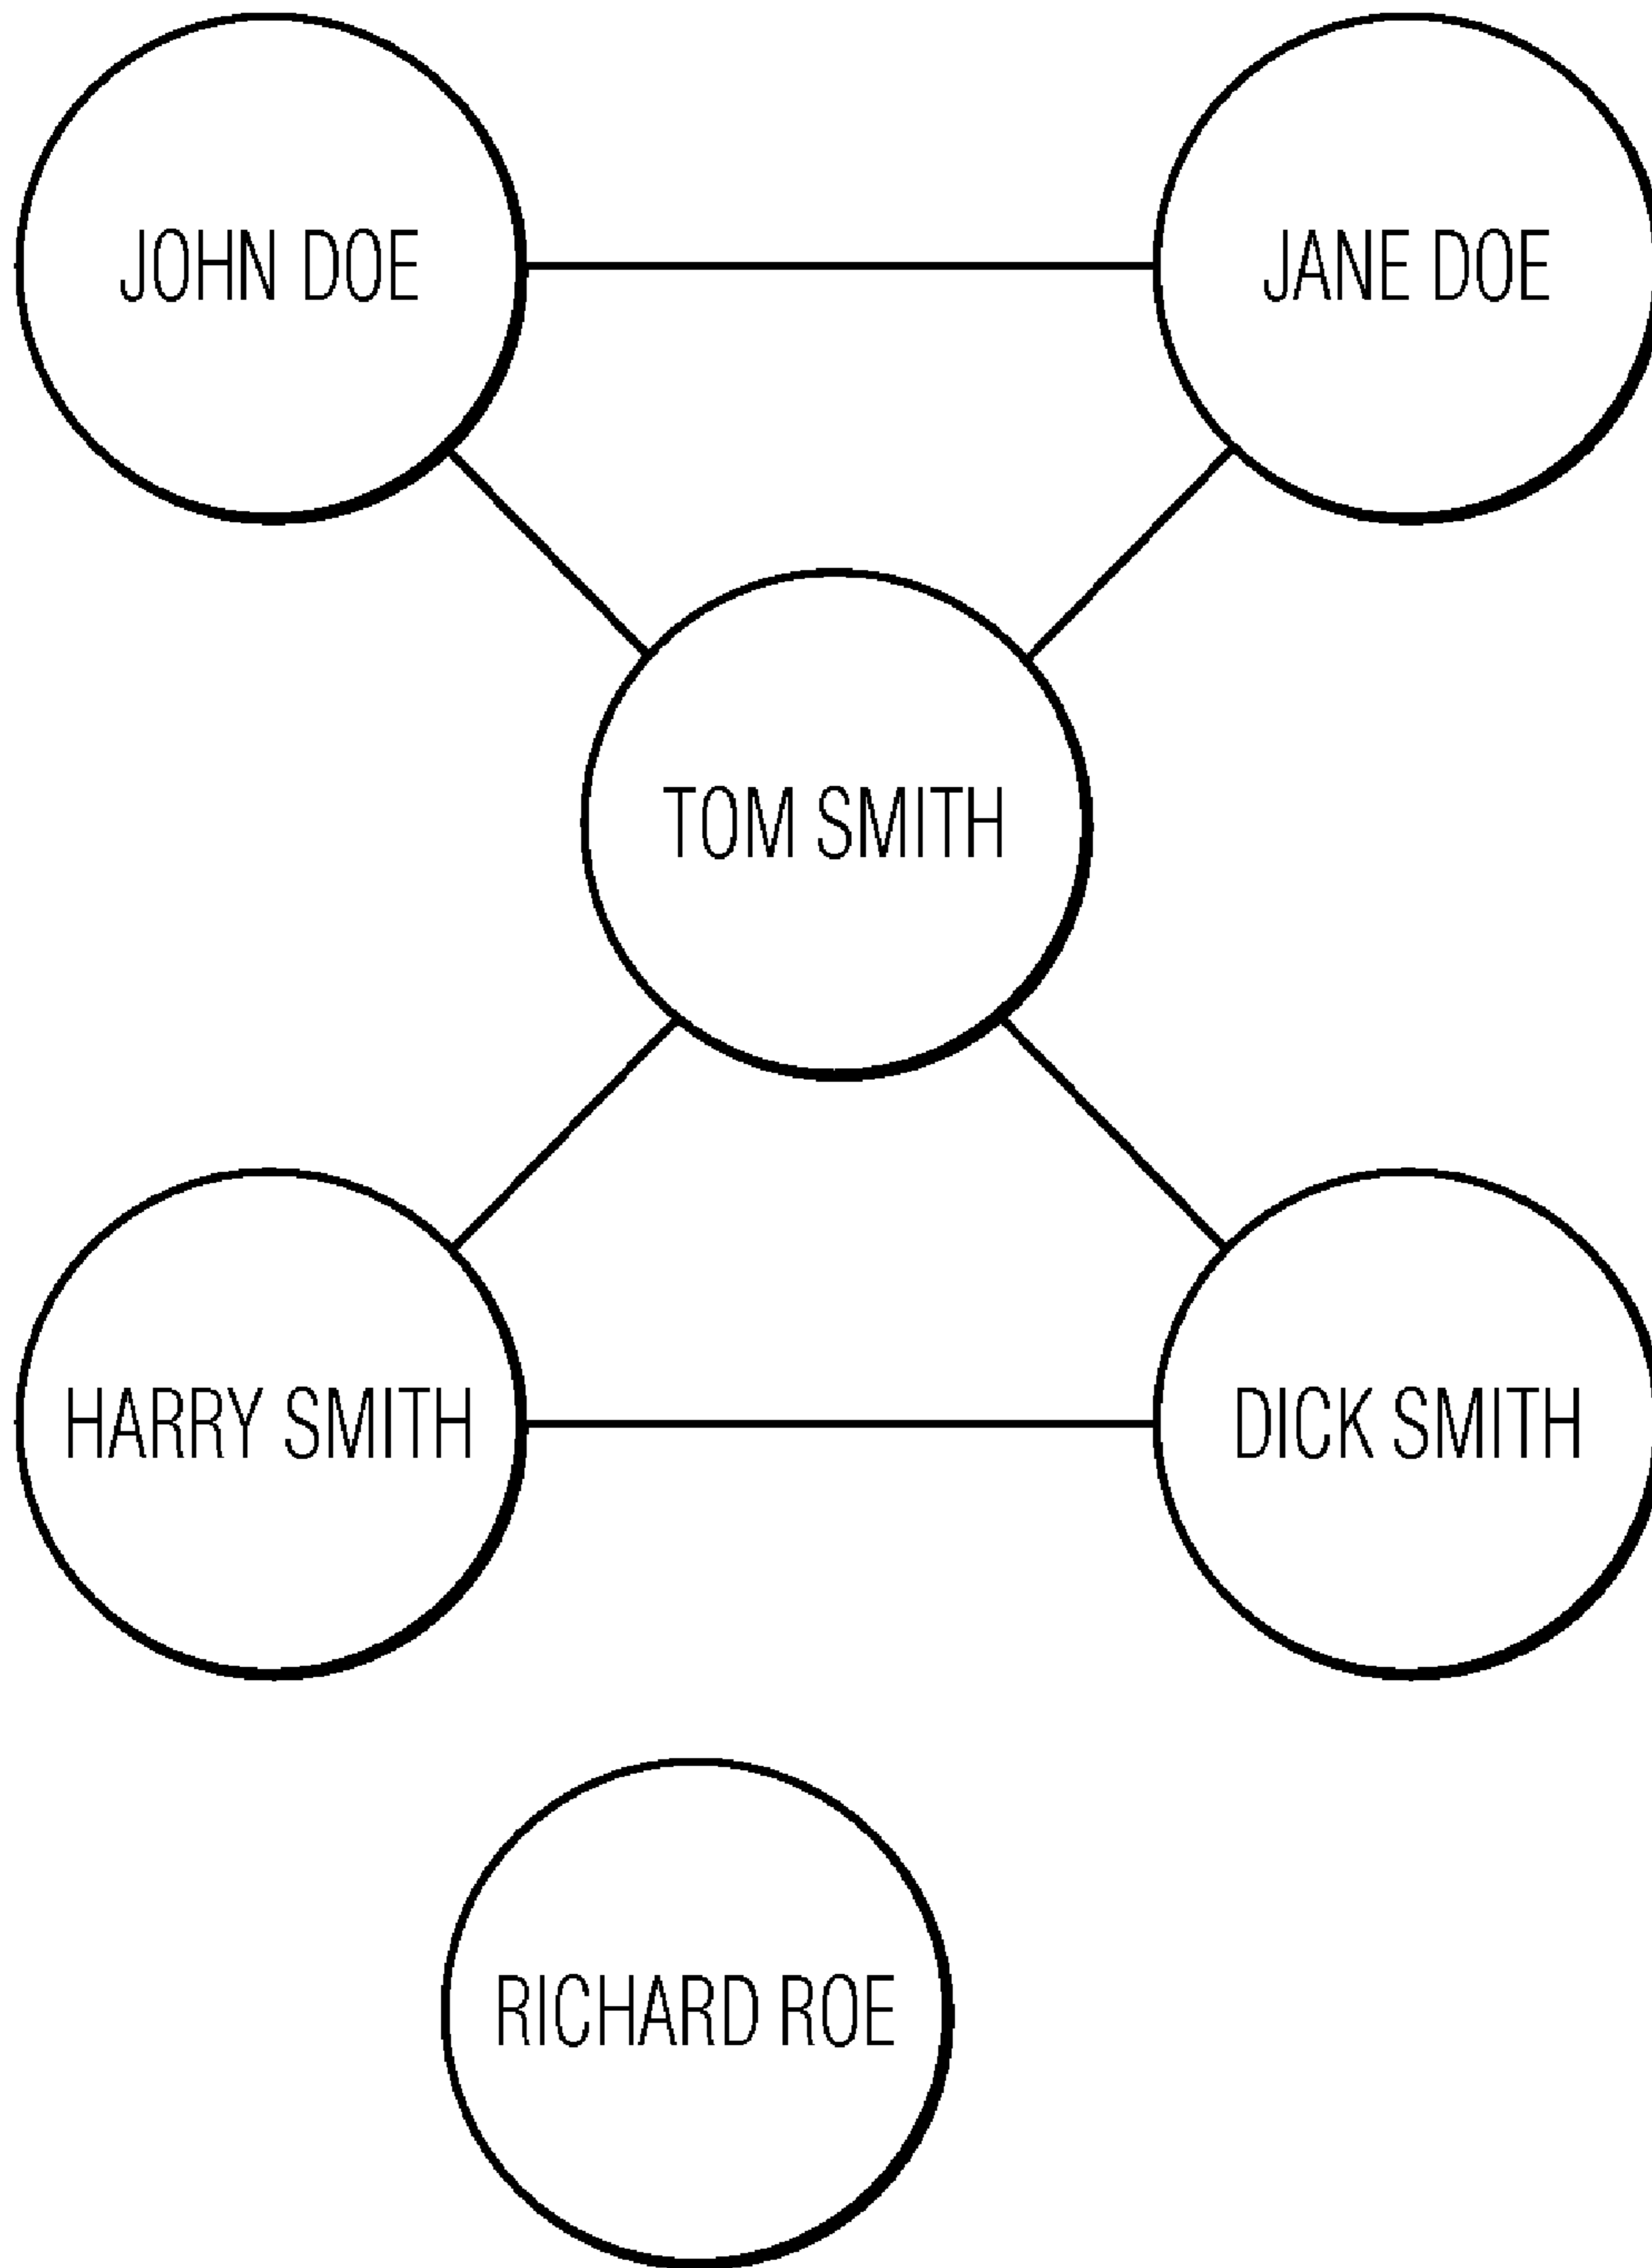 JOHN DOE
JANE DOE
TOM SMITH
HARRY SMITH
DICK SMITH
RICHARD ROE